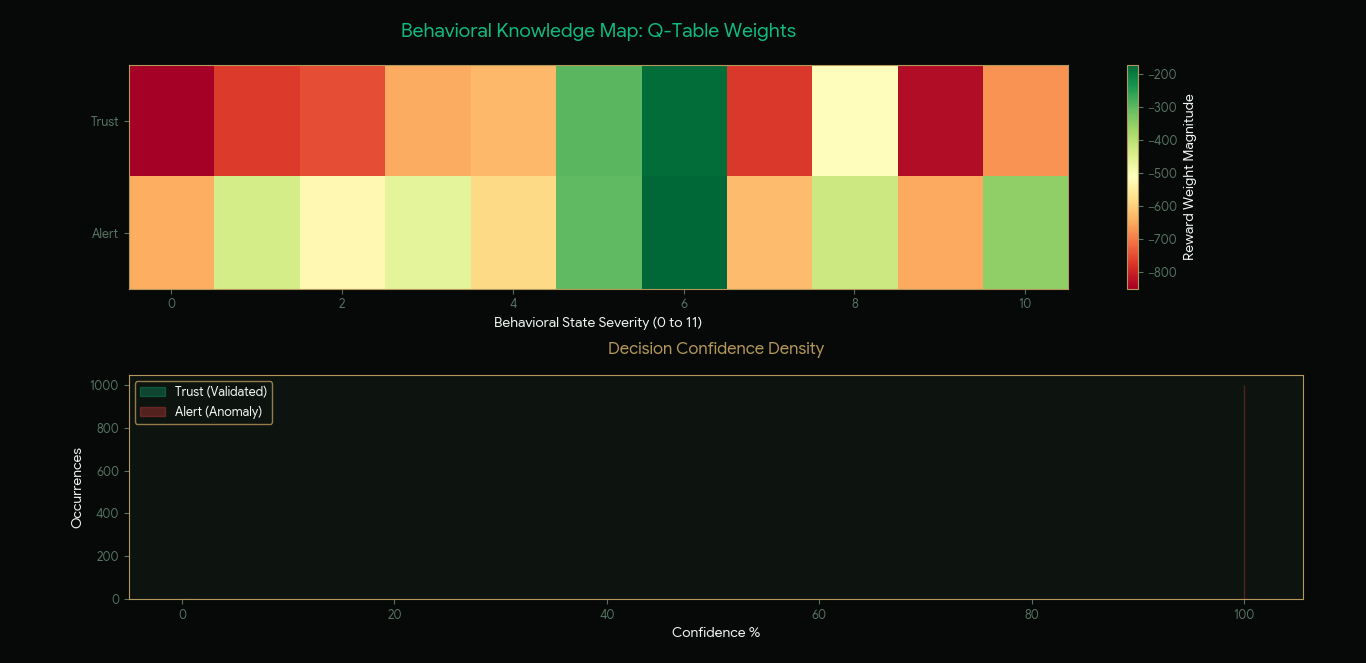 Behavioral Knowledge Map: Q-Table Weights
Trust
Alert
0 2 4 6 8 10
Behavioral State Severity (0 to 11)
−200
−300
−400
−500
−600
−700
−800
Reward Weight Magnitude
Decision Confidence Density
Trust (Validated)
Alert (Anomaly)
1000
800
600
400
200
0
Occurrences
0 20 40 60 80 100
Confidence %